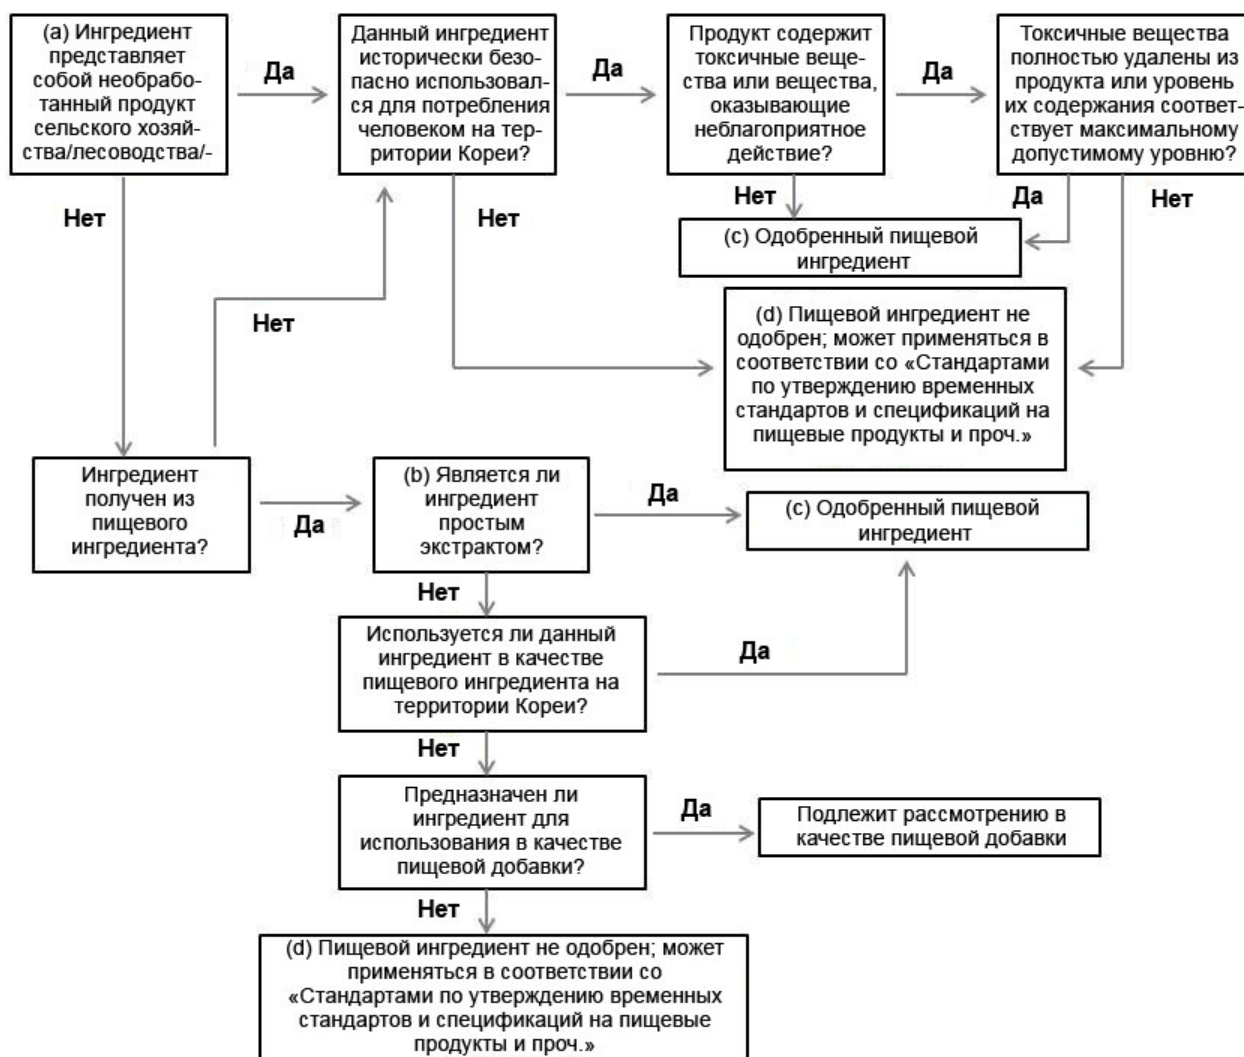 (a) Ингредиент
представляет
собой необрабо-
танный продукт
сельского хозяй-
ства/лесоводства/-
Да
Данный ингредиент
исторически безо-
пасно использовал-
ся для потребления
человеком на тер-
ритории Кореи?
Да
Продукт содержит
токсичные веще-
ства или вещества,
оказывающие
неблагоприятное
действие?
Да
Токсичные вещества
полностью удалены из
продукта или уровень
их содержания соответ-
ствует максимальному
допустимому уровню?
Нет
Нет
Нет
Да
Нет
(c) Одобренный пищевой
ингредиент
Нет
(d) Пищевой ингредиент не
одобрен; может применяться в
соответствии со «Стандартами
по утверждению временных
стандартов и спецификаций на
пищевые продукты и проч.»
Ингредиент
получен из
пищевого
ингредиента?
Да
(b) Является ли
ингредиент
простым
экстрактом?
Да
(c) Одобренный пищевой
ингредиент
Нет
Используется ли данный
ингредиент в качестве
пищевого ингредиента на
территории Кореи?
Да
Нет
Предназначен ли
ингредиент для
использования в качестве
пищевой добавки?
Да
Подлежит рассмотрению в
качестве пищевой добавки
Нет
(d) Пищевой ингредиент не одобрен; может
применяться в соответствии со
«Стандартами по утверждению временных
стандартов и спецификаций на пищевые
продукты и проч.»